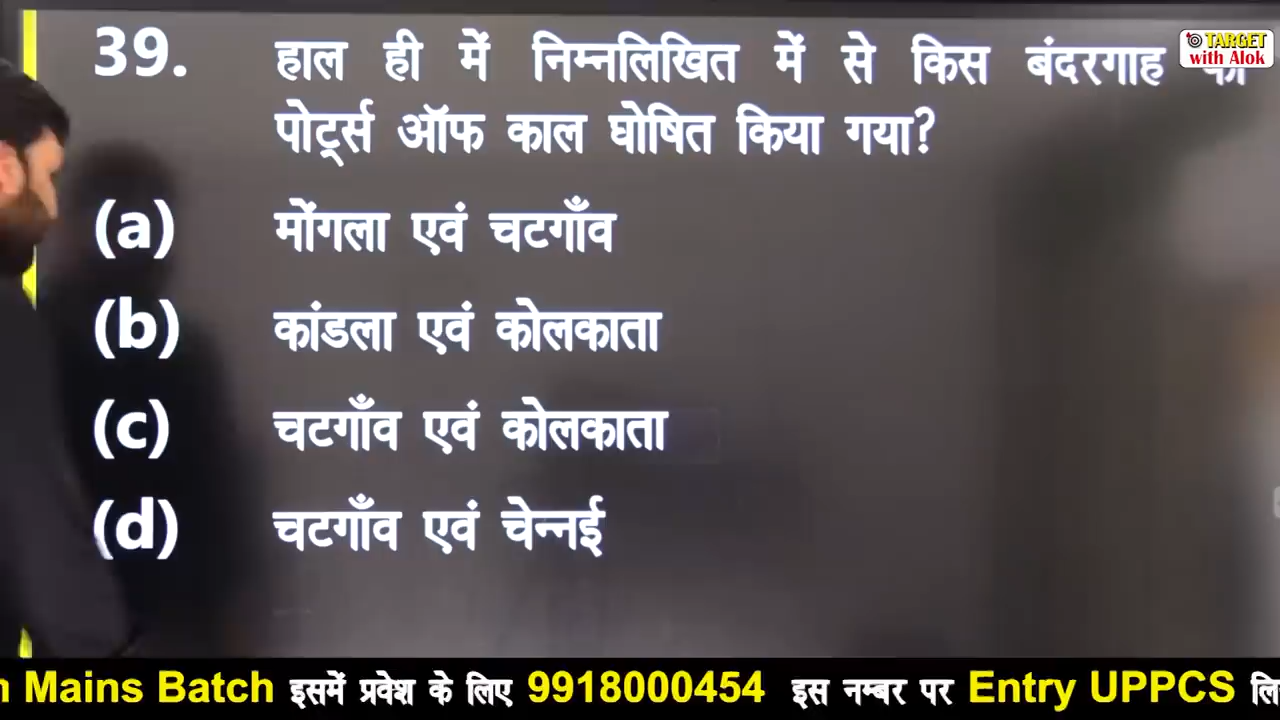 TARGET
with Alok
39. हाल ही में निम्नलिखित में से किस बंदरगाह
पोर्ट्स ऑफ काल घोषित किया गया?
(a) मोंगला एवं चटगाँव
(b) कांडला एवं कोलकाता
(c) चटगाँव एवं कोलकाता
(d) चटगाँव एवं चेन्नई
Mains Batch इसमें प्रवेश के लिए 9918000454 इस नम्बर पर Entry UPPCS